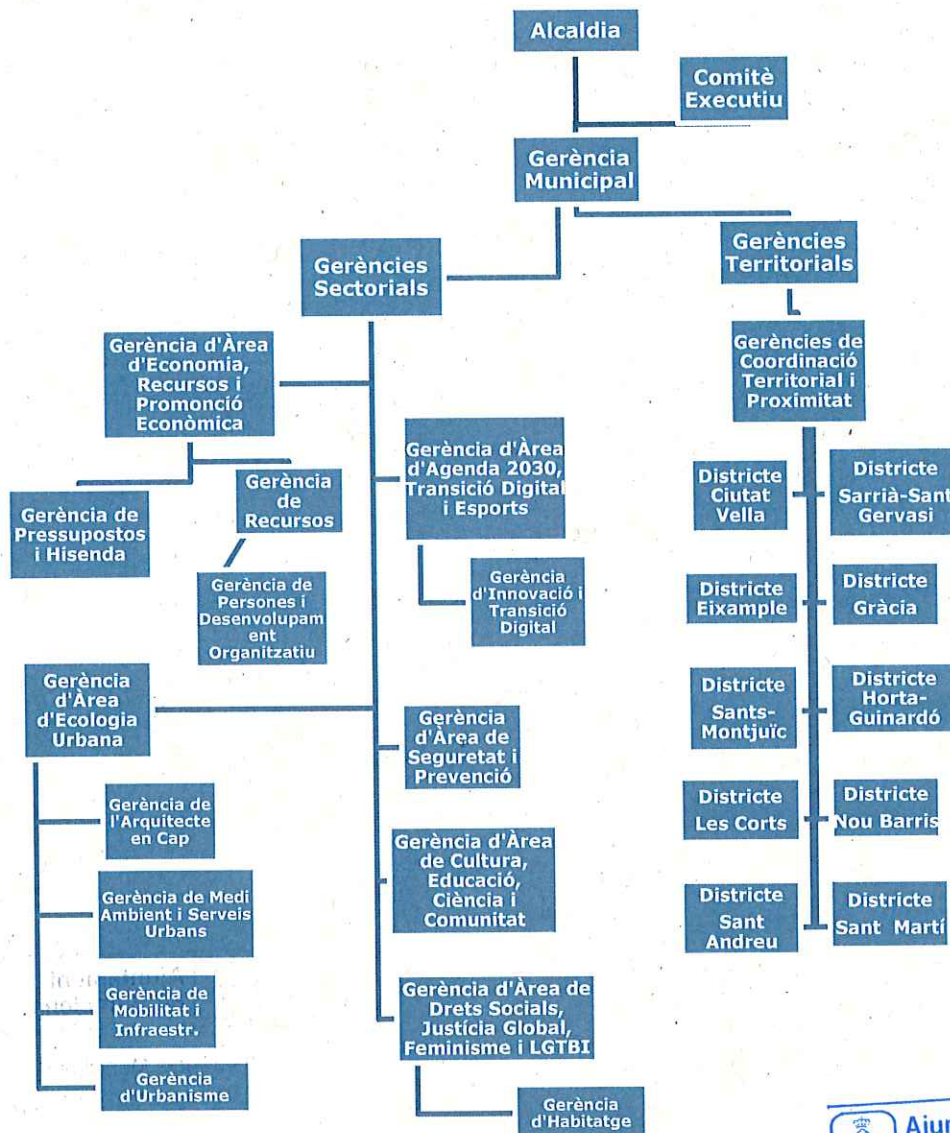 Alcaldia
Comitè
Executiu
Gerència
Municipal
Gerències
Sectorials
Gerències
Territorials
Gerència d'Àrea
d'Economia,
Recursos i
Promonció
Econòmica
Gerència de
Pressupostos
i Hisenda
Gerència
de
Recursos
Gerència de
Persones i
Desenvolupam
ent
Organitzatiu
Gerència d'Àrea
d'Agenda 2030,
Transició Digital
i Esports
Gerència
d'Innovació i
Transició
Digital
Gerència
d'Àrea
d'Ecologia
Urbana
Gerència de
l'Arquitecte
en Cap
Gerència de Medi
Ambient i Serveis
Urbans
Gerència de
Mobilitat i
Infraestr.
Gerència
d'Urbanisme
Gerència
d'Àrea de
Seguretat i
Prevenció
Gerència d'Àrea
de Cultura,
Educació,
Ciència i
Comunitat
Gerència d'Àrea de
Drets Socials,
Justícia Global,
Feminisme i LGTBI
Gerència
d'Habitatge
Gerències de
Coordinació
Territorial i
Proximitat
Districte
Ciutat
Vella
Districte
Sarrià-Sant
Gervasi
Districte
Eixample
Districte
Gràcia
Districte
Sants-
Montjuïc
Districte
Horta-
Guinardó
Districte
Les Corts
Districte
Nou Barris
Districte
Sant
Andreu
Districte
Sant Martí